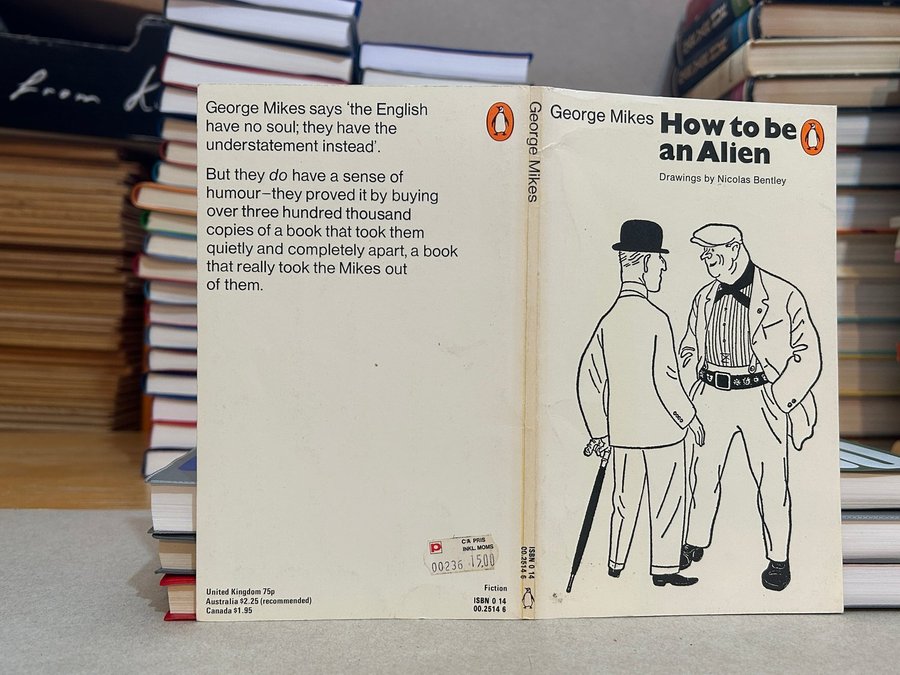 from
George Mikes says ‘the English
have no soul; they have the
understatement instead’.
But they do have a sense of
humour—they proved it by buying
over three hundred thousand
copies of a book that took them
quietly and completely apart, a book
that really took the Mikes out
of them.
P
CA PRIS
INKL. MOMS
00236 15,00
United Kingdom 75p
Australia $2.25 (recommended)
Canada $1.95
Fiction
ISBN 0 14
00.2514 6
George Mikes
ISBN 0 14
00.2514 6
George Mikes
How to be
an Alien
Drawings by Nicolas Bentley